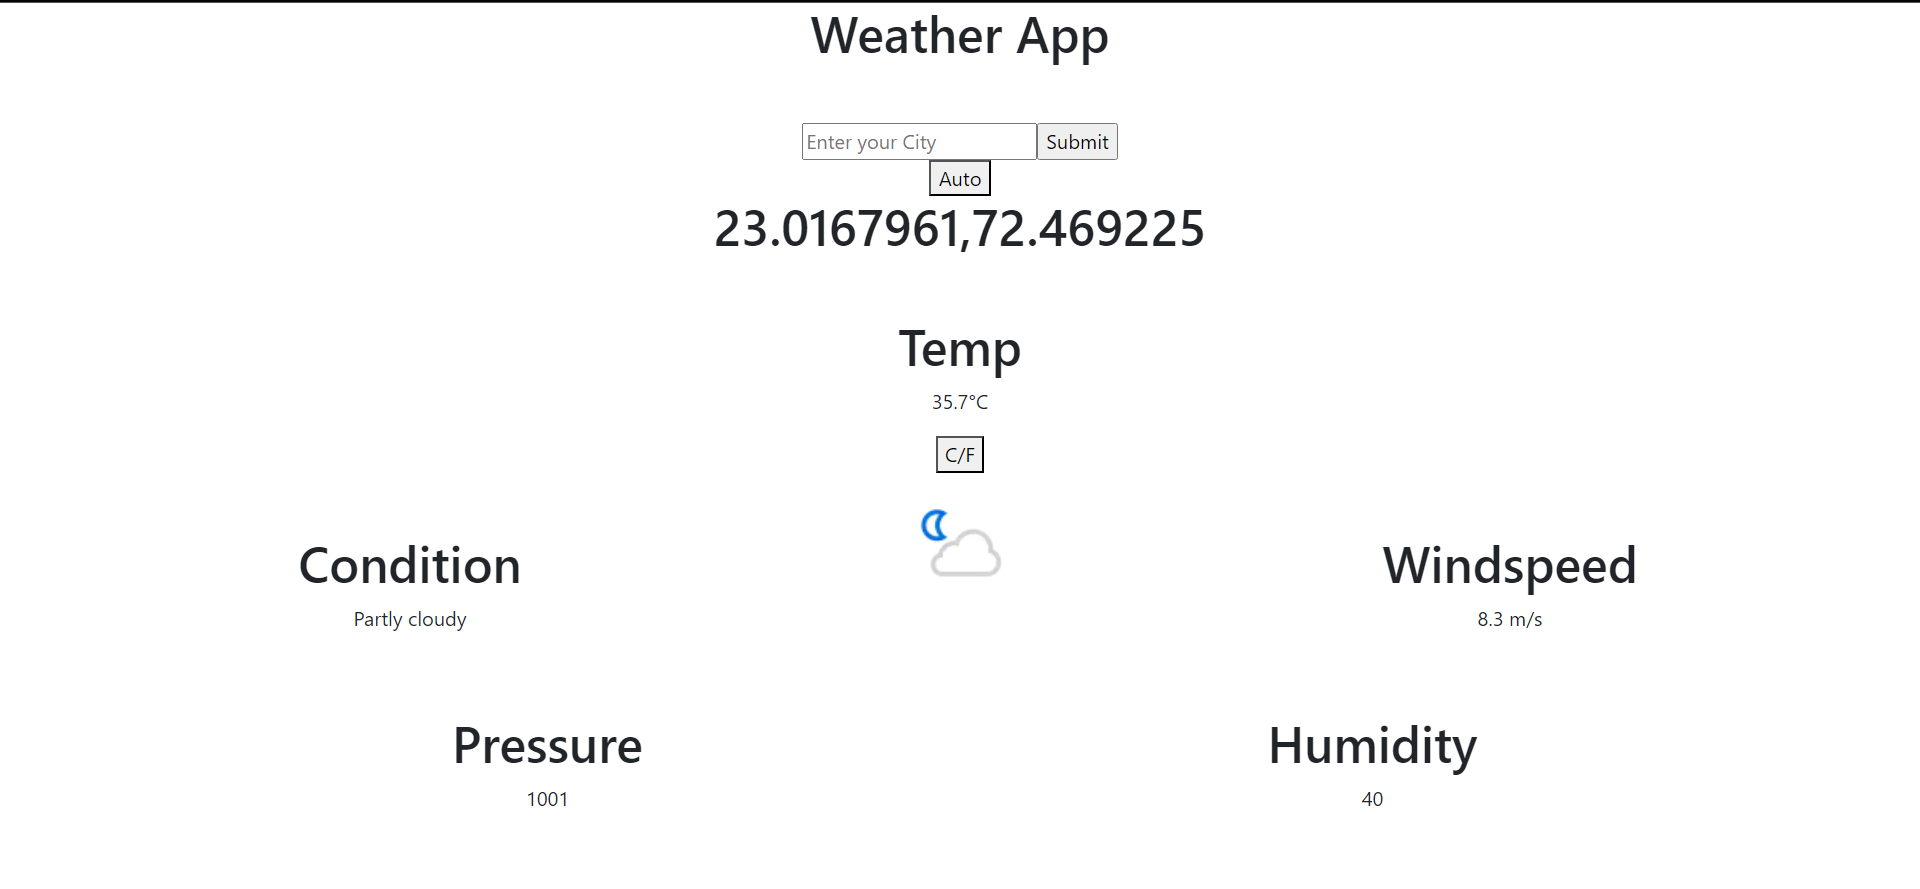 Weather App
Enter your City Submit
Auto
23.0167961,72.469225
Temp
35.7°C
C/F
Condition
Partly cloudy
Windspeed
8.3 m/s
Pressure
1001
Humidity
40